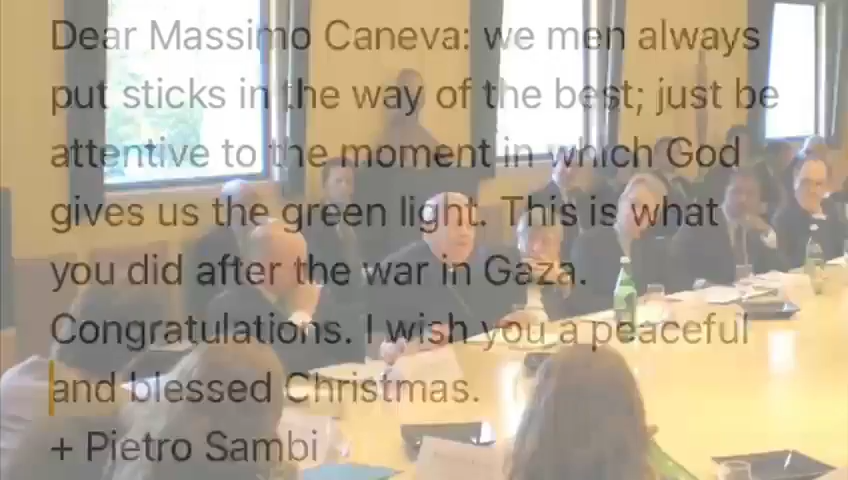 Dear Massimo Caneva: we men always
put sticks in the way of the best; just be
attentive to the moment in which God
gives us the green light. This is what
you did after the war in Gaza.
Congratulations. I wish you a peaceful
and blessed Christmas.
+ Pietro Sambi